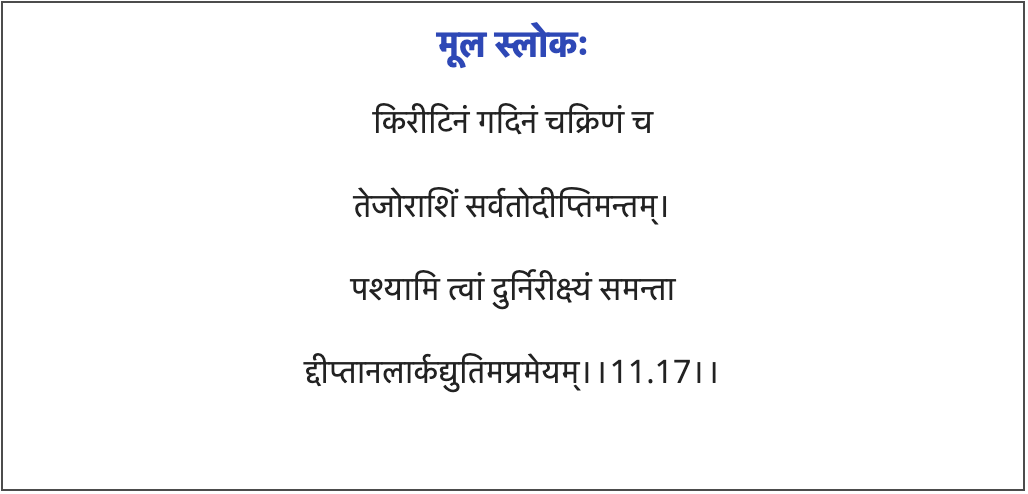 मूल स्लोकः
किरीटिनं गदिनं चक्रिणं च
तेजोराशिं सर्वतोदीप्तिमन्तम्।
पश्यामि त्वां दुर्निरीक्ष्यं समन्ता
द्दीप्तानलार्कद्युतिमप्रमेयम्।।11.17।।